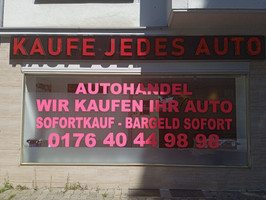 KAUFE JEDES AUTO
AUTOHANDEL
WIR KAUFEN IHR AUTO
SOFORTKAUF - BARGELD SOFORT
0176 40 44 98 98